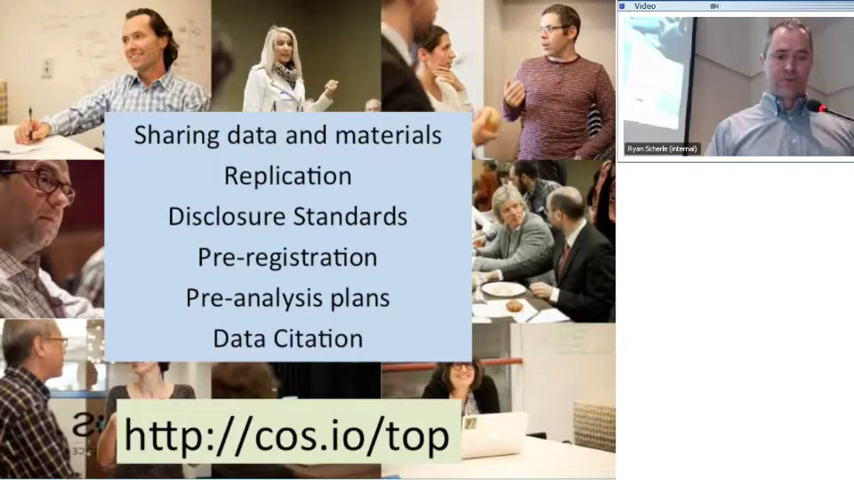 Sharing data and materials
Replication
Disclosure Standards
Pre-registration
Pre-analysis plans
Data Citation
http://cos.io/top
Video
Ryan Scherle (internal)